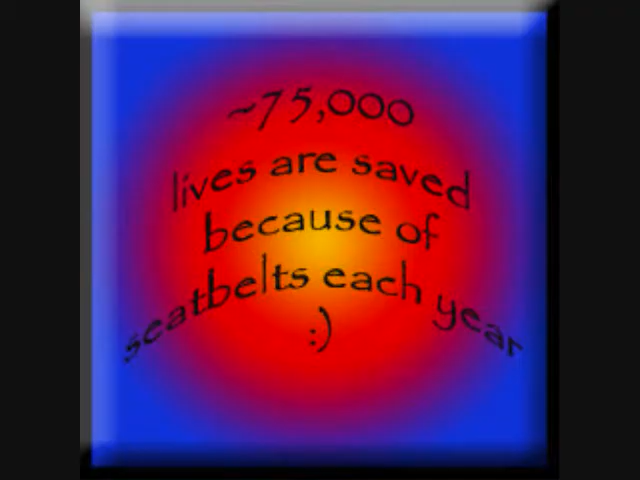 ~75,000
lives are saved
because of
seatbelts each year
:)